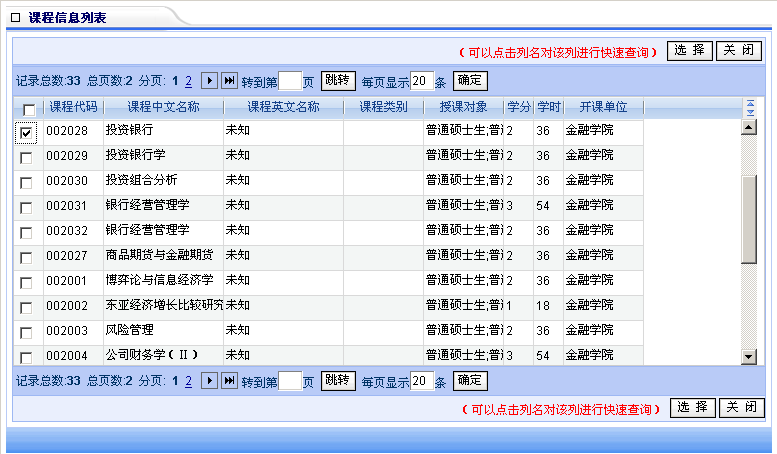 课程信息列表
（可以点击列名对该列进行快速查询） 选 择 关 闭
记录总数:33 总页数:2 分页: 1 2 转到第 页 跳转 每页显示 20 条 确定
课程代码 课程中文名称 课程英文名称 课程类别 授课对象 学分 学时 开课单位
002028 投资银行 未知 普通硕士生;普通 2 36 金融学院
002029 投资银行学 未知 普通硕士生;普通 2 36 金融学院
002030 投资组合分析 未知 普通硕士生;普通 2 36 金融学院
002031 银行经营管理学 未知 普通硕士生;普通 3 54 金融学院
002032 银行经营管理学 未知 普通硕士生;普通 2 36 金融学院
002027 商品期货与金融期货 未知 普通硕士生;普通 2 36 金融学院
002001 博弈论与信息经济学 未知 普通硕士生;普通 2 36 金融学院
002002 东亚经济增长比较研究 未知 普通硕士生;普通 1 18 金融学院
002003 风险管理 未知 普通硕士生;普通 2 36 金融学院
002004 公司财务学（II） 未知 普通硕士生;普通 3 54 金融学院
记录总数:33 总页数:2 分页: 1 2 转到第 页 跳转 每页显示 20 条 确定
（可以点击列名对该列进行快速查询） 选 择 关 闭